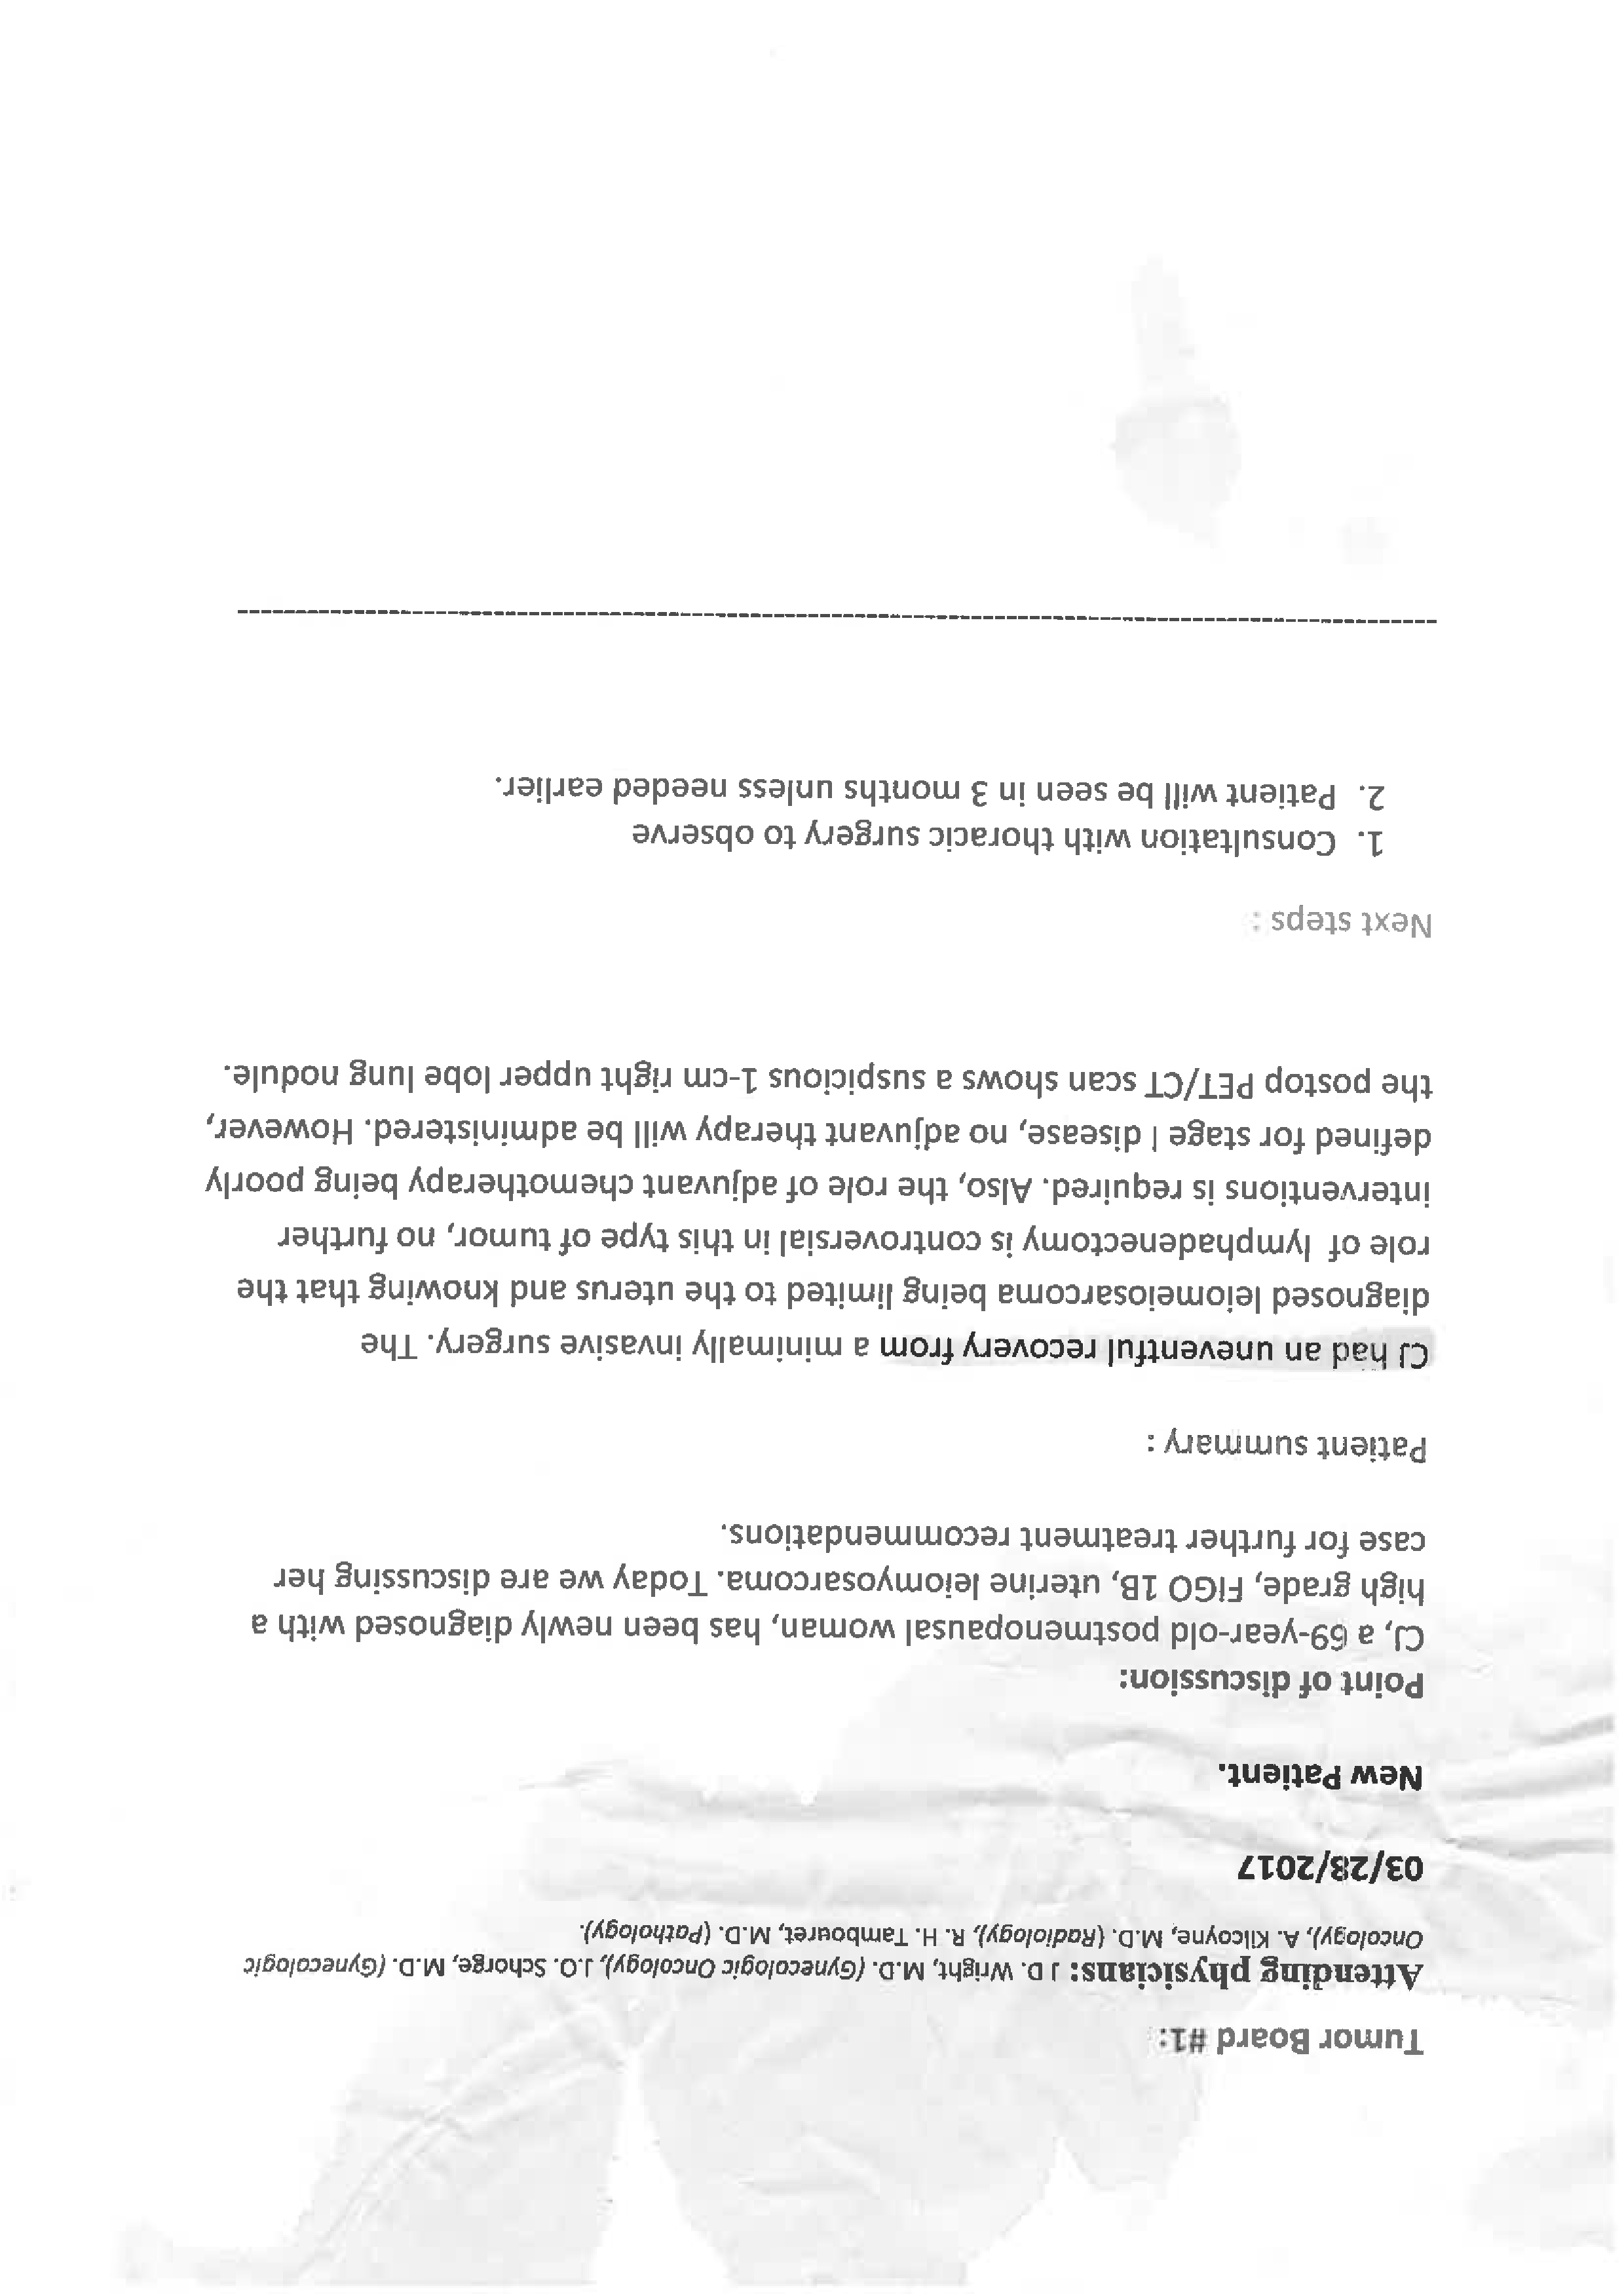 Tumor Board #1:
Attending physicians: J D. Wright, M.D. (Gynecologic Oncology), J.O. Schorge, M.D. (Gynecologic
Oncology), A. Kilcoyne, M.D. (Radiology), R. H. Tambouret, M.D. (Pathology).
03/28/2017
New Patient.
Point of discussion:
CJ, a 69-year-old postmenopausal woman, has been newly diagnosed with a
high grade, FIGO 1B, uterine leiomyosarcoma. Today we are discussing her
case for further treatment recommendations.
Patient summary :
CJ had an uneventful recovery from a minimally invasive surgery. The
diagnosed leiomeiosarcoma being limited to the uterus and knowing that the
role of lymphadenectomy is controversial in this type of tumor, no further
interventions is required. Also, the role of adjuvant chemotherapy being poorly
defined for stage I disease, no adjuvant therapy will be administered. However,
the postop PET/CT scan shows a suspicious 1-cm right upper lobe lung nodule.
Next steps :
1. Consultation with thoracic surgery to observe
2. Patient will be seen in 3 months unless needed earlier.